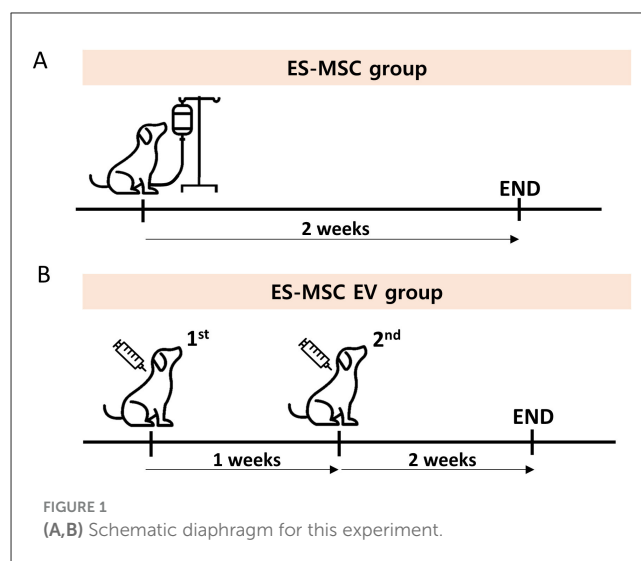 A
ES-MSC group
END
2 weeks
B
ES-MSC EV group
1st
2nd
END
1 weeks
2 weeks
FIGURE 1
(A,B) Schematic diaphragm for this experiment.